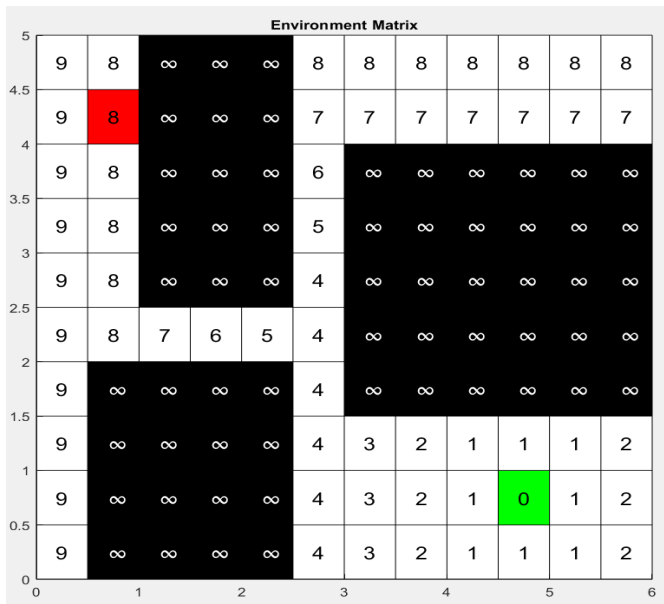 Environment Matrix
5
9 8 ∞ ∞ ∞ 8 8 8 8 8 8 8
4.5
9 8 ∞ ∞ ∞ 7 7 7 7 7 7 7
4
9 8 ∞ ∞ ∞ 6 ∞ ∞ ∞ ∞ ∞ ∞
3.5
9 8 ∞ ∞ ∞ 5 ∞ ∞ ∞ ∞ ∞ ∞
3
9 8 ∞ ∞ ∞ 4 ∞ ∞ ∞ ∞ ∞ ∞
2.5
9 8 7 6 5 4 ∞ ∞ ∞ ∞ ∞ ∞
2
9 ∞ ∞ ∞ ∞ 4 ∞ ∞ ∞ ∞ ∞ ∞
1.5
9 ∞ ∞ ∞ ∞ 4 3 2 1 1 1 2
1
9 ∞ ∞ ∞ ∞ 4 3 2 1 0 1 2
0.5
9 ∞ ∞ ∞ ∞ 4 3 2 1 1 1 2
0
0 1 2 3 4 5 6